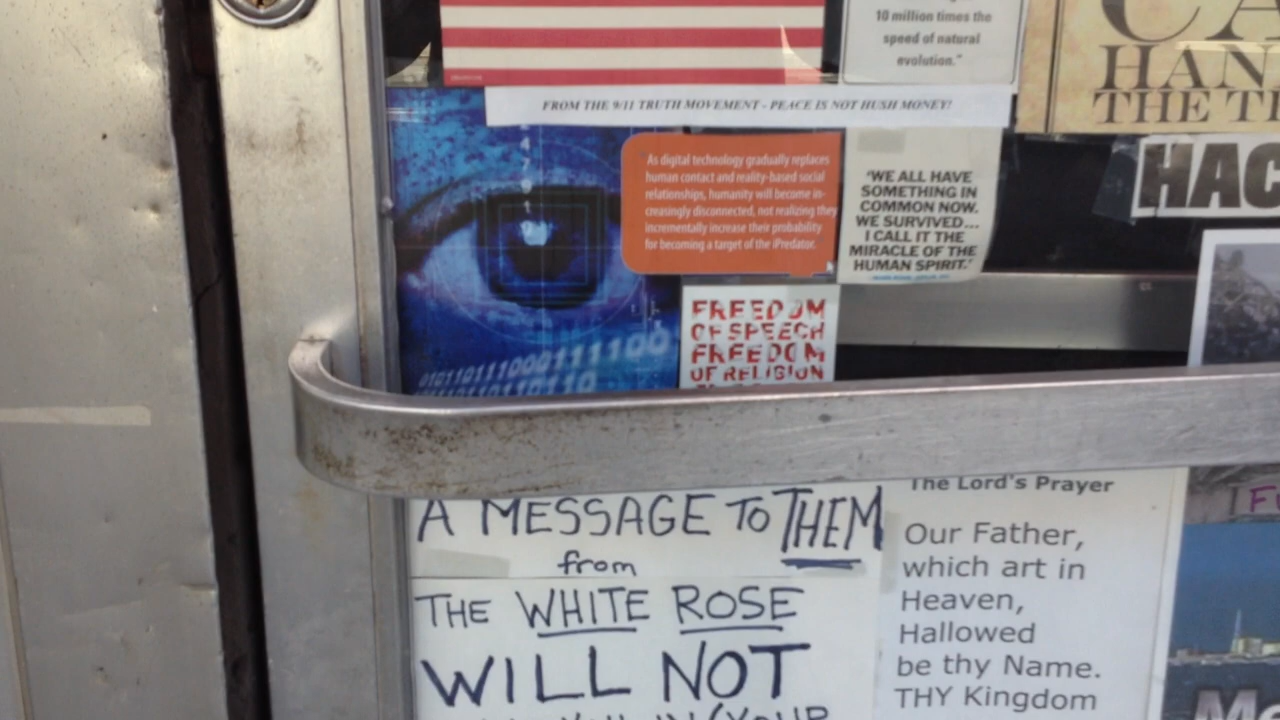 10 million times the
speed of natural
evolution."
CA
HAN
THE T
FROM THE 9/11 TRUTH MOVEMENT - PEACE IS NOT HUSH MONEY!
As digital technology gradually replaces
human contact and reality-based social
relationships, humanity will become in-
creasingly disconnected, not realizing they
incrementally increase their probability
for becoming a target of the iPredator.
'WE ALL HAVE
SOMETHING IN
COMMON NOW.
WE SURVIVED...
I CALL IT THE
MIRACLE OF THE
HUMAN SPIRIT.'
HAC
FREEDOM
OF SPEECH
FREEDOM
OF RELIGION
010110111000111100
A MESSAGE TO THEM
from
THE WHITE ROSE
WILL NOT
The Lord's Prayer
Our Father,
which art in
Heaven,
Hallowed
be thy Name.
THY Kingdom